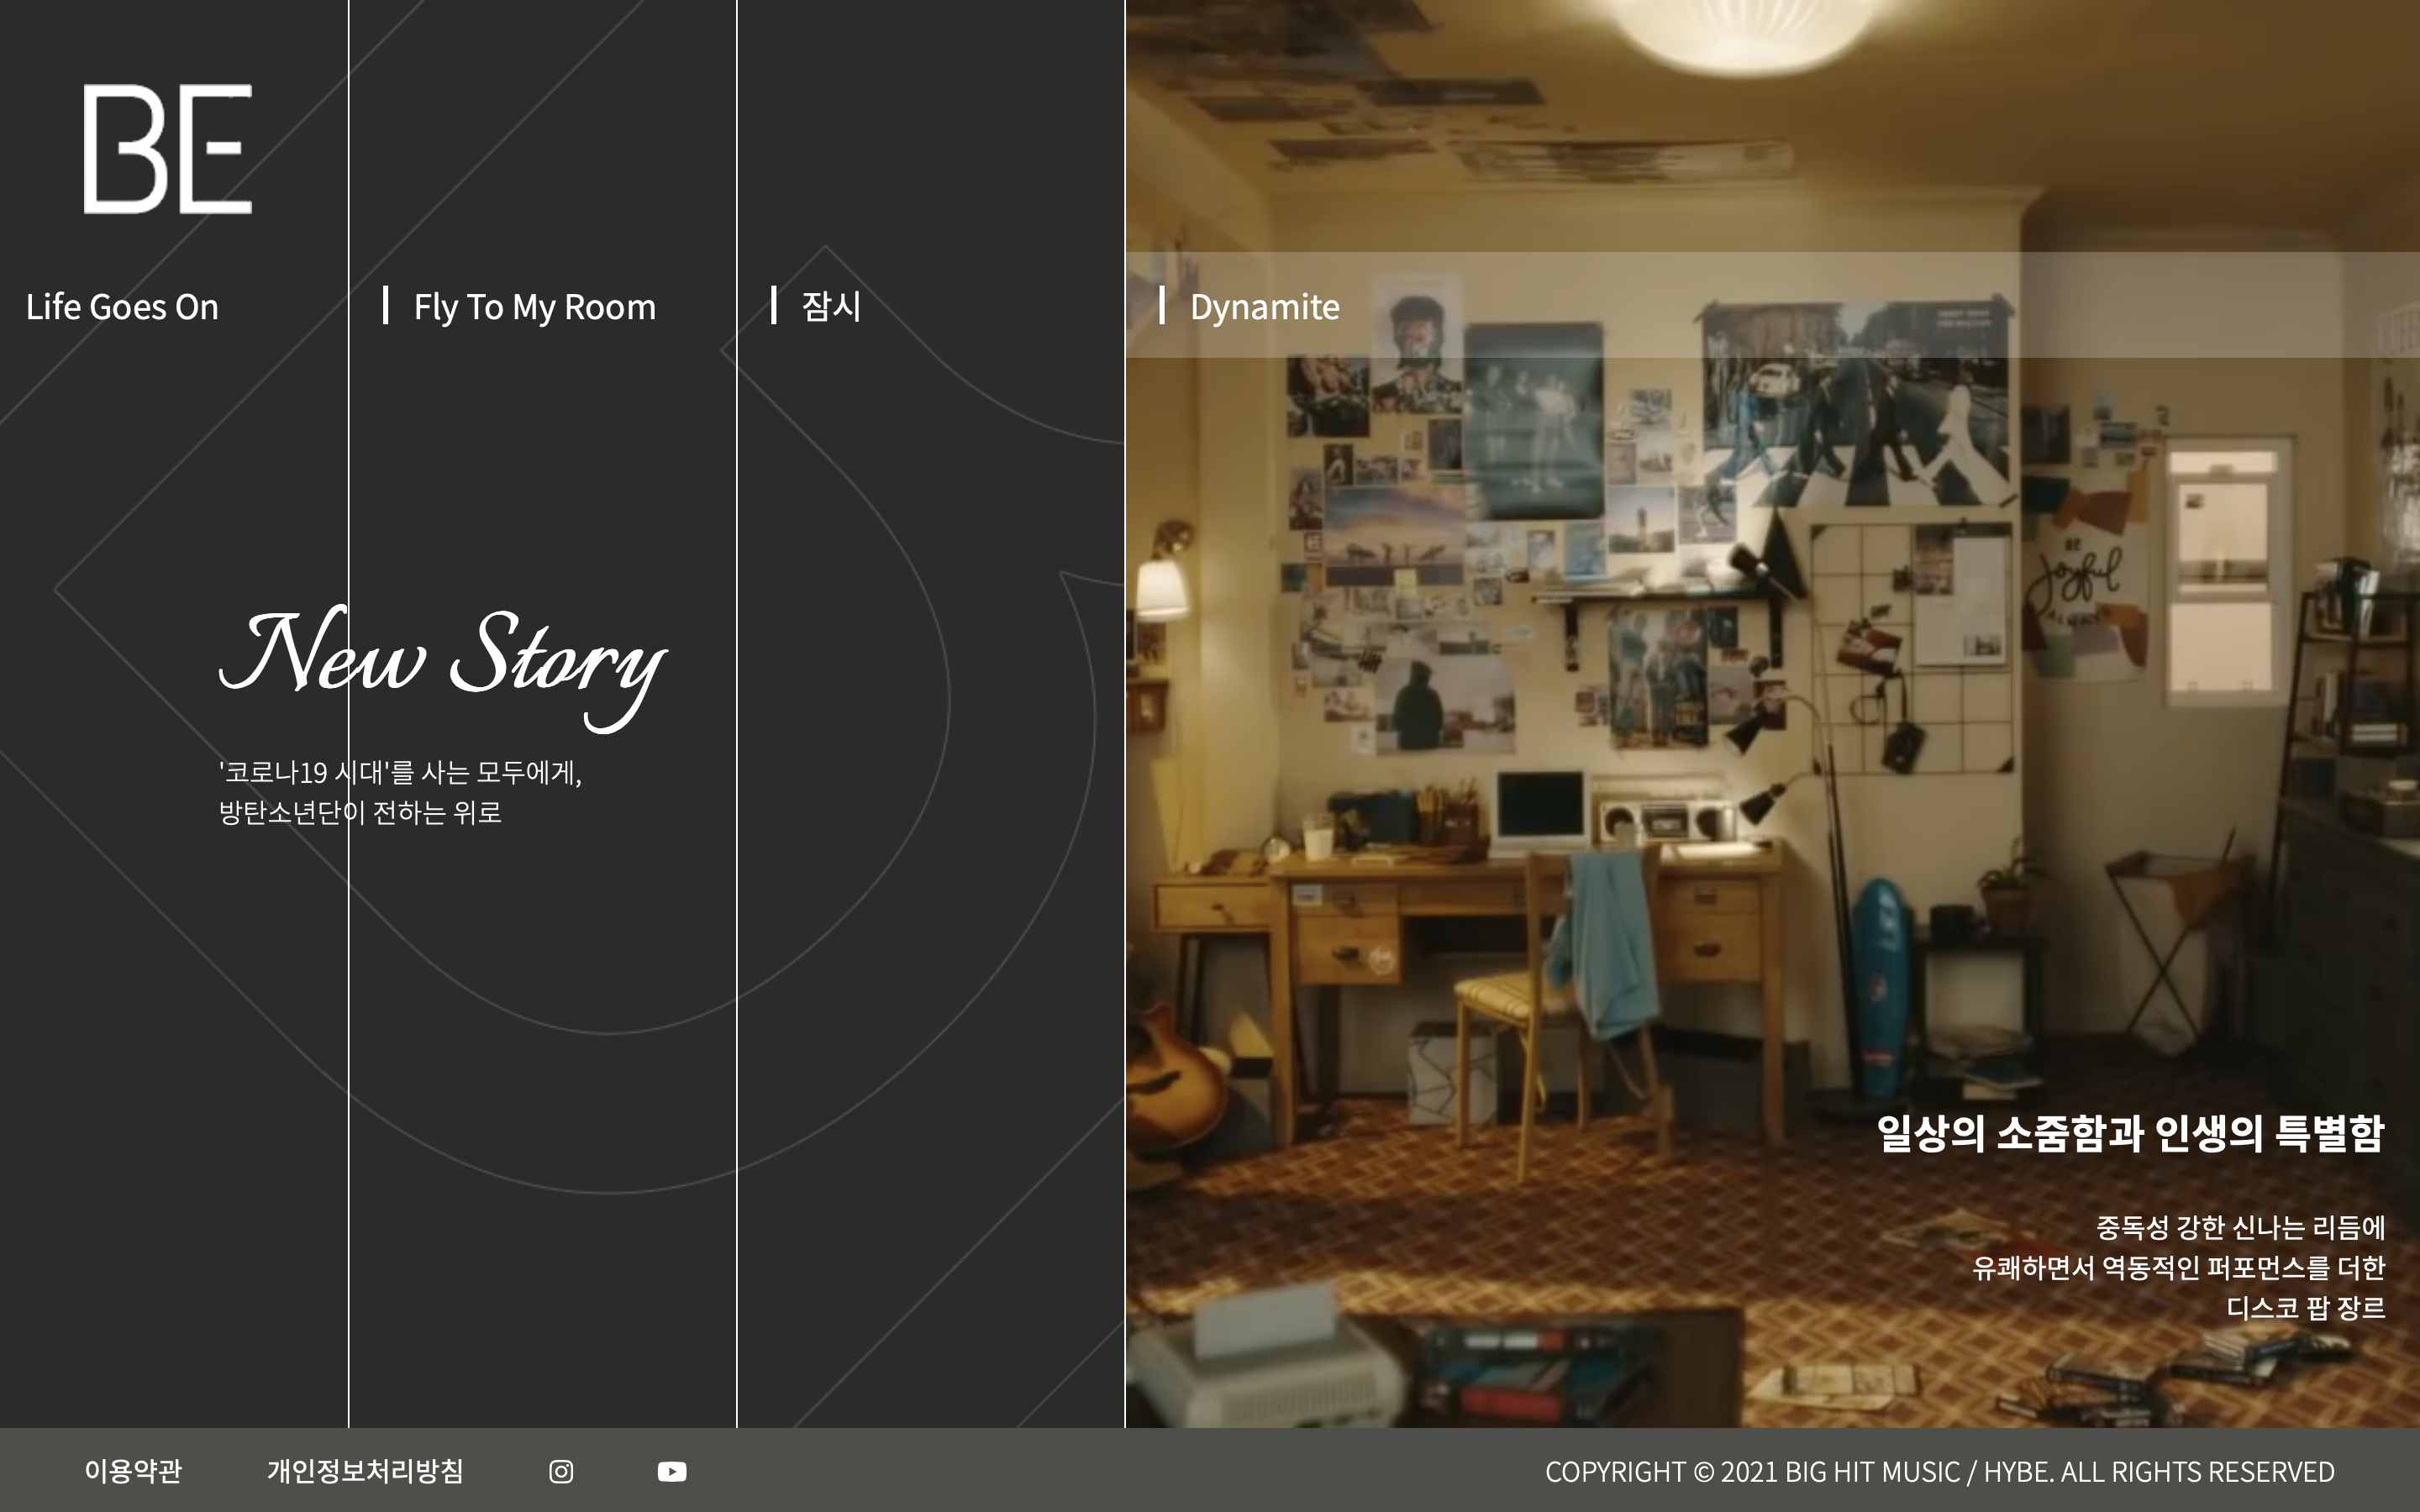 BE
Life Goes On
Fly To My Room
잠시
Dynamite
BE
Joyful
ALWAYS
New Story
'코로나19 시대'를 사는 모두에게,
방탄소년단이 전하는 위로
일상의 소중함과 인생의 특별함
중독성 강한 신나는 리듬에
유쾌하면서 역동적인 퍼포먼스를 더한
디스코 팝 장르
이용약관
개인정보처리방침
COPYRIGHT © 2021 BIG HIT MUSIC / HYBE. ALL RIGHTS RESERVED